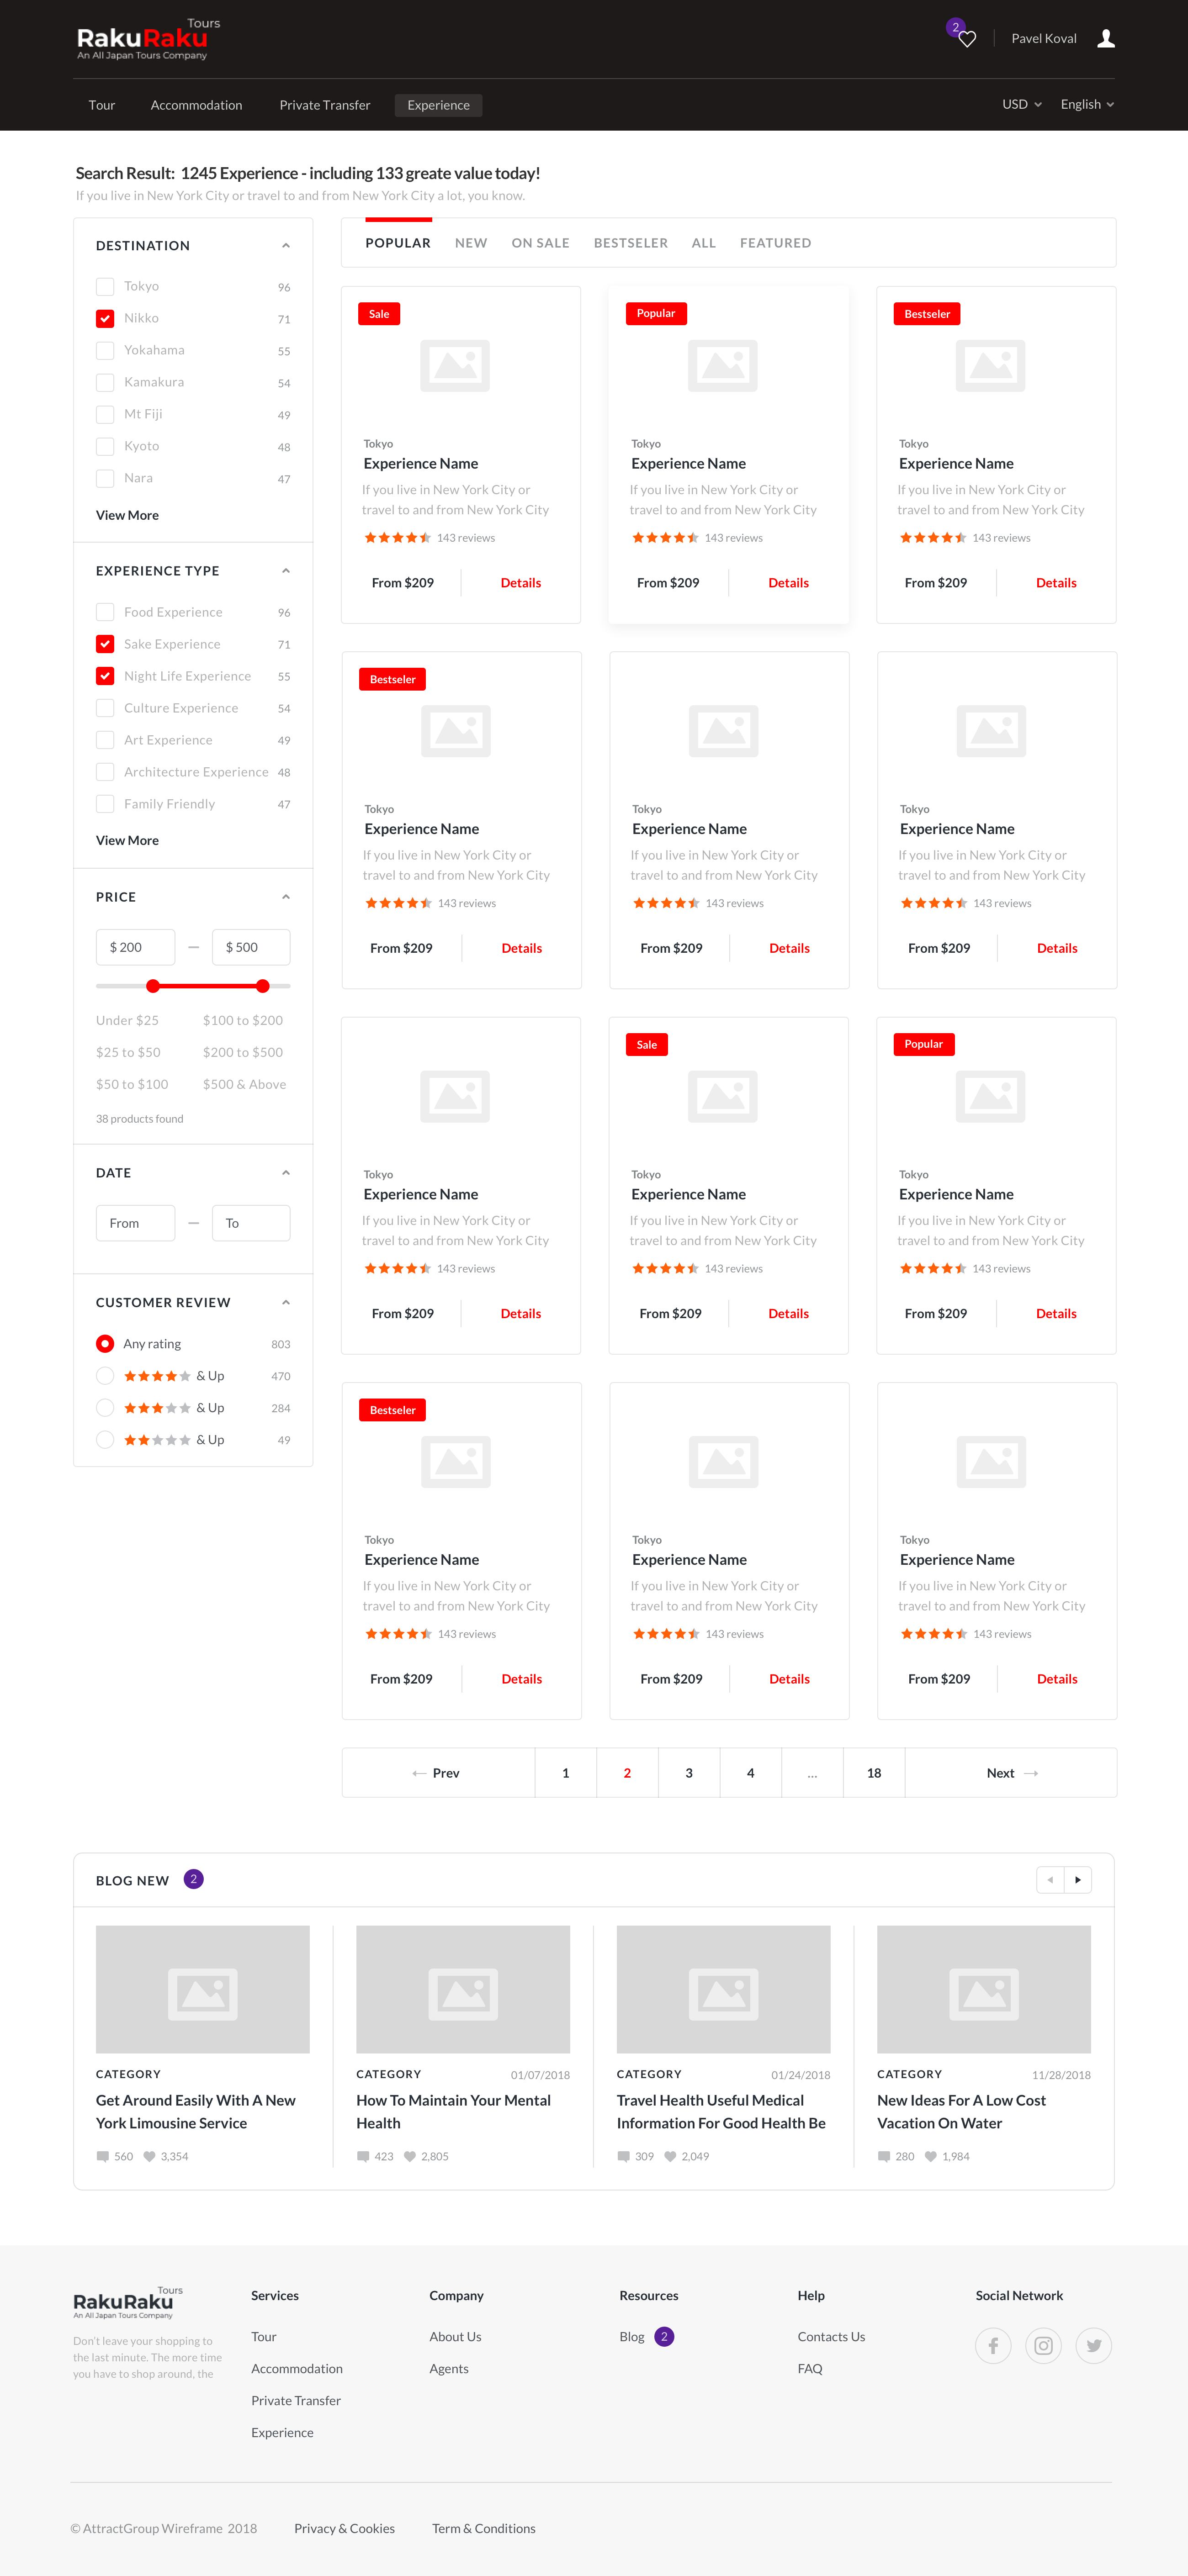 Tours
RakuRaku
An All Japan Tours Company
2
Pavel Koval
Tour Accommodation Private Transfer Experience
USD English
Search Result: 1245 Experience - including 133 greate value today!
If you live in New York City or travel to and from New York City a lot, you know.
DESTINATION
Tokyo 96
Nikko 71
Yokahama 55
Kamakura 54
Mt Fiji 49
Kyoto 48
Nara 47
View More
EXPERIENCE TYPE
Food Experience 96
Sake Experience 71
Night Life Experience 55
Culture Experience 54
Art Experience 49
Architecture Experience 48
Family Friendly 47
View More
PRICE
$ 200 — $ 500
Under $25 $100 to $200
$25 to $50 $200 to $500
$50 to $100 $500 & Above
38 products found
DATE
From — To
CUSTOMER REVIEW
Any rating 803
& Up 470
& Up 284
& Up 49
POPULAR NEW ON SALE BESTSELER ALL FEATURED
Sale
Tokyo
Experience Name
If you live in New York City or
travel to and from New York City
143 reviews
From $209 Details
Popular
Tokyo
Experience Name
If you live in New York City or
travel to and from New York City
143 reviews
From $209 Details
Bestseler
Tokyo
Experience Name
If you live in New York City or
travel to and from New York City
143 reviews
From $209 Details
Bestseler
Tokyo
Experience Name
If you live in New York City or
travel to and from New York City
143 reviews
From $209 Details
Tokyo
Experience Name
If you live in New York City or
travel to and from New York City
143 reviews
From $209 Details
Tokyo
Experience Name
If you live in New York City or
travel to and from New York City
143 reviews
From $209 Details
Tokyo
Experience Name
If you live in New York City or
travel to and from New York City
143 reviews
From $209 Details
Sale
Tokyo
Experience Name
If you live in New York City or
travel to and from New York City
143 reviews
From $209 Details
Popular
Tokyo
Experience Name
If you live in New York City or
travel to and from New York City
143 reviews
From $209 Details
Bestseler
Tokyo
Experience Name
If you live in New York City or
travel to and from New York City
143 reviews
From $209 Details
Tokyo
Experience Name
If you live in New York City or
travel to and from New York City
143 reviews
From $209 Details
Tokyo
Experience Name
If you live in New York City or
travel to and from New York City
143 reviews
From $209 Details
← Prev 1 2 3 4 ... 18 Next →
BLOG NEW 2
CATEGORY
Get Around Easily With A New
York Limousine Service
560 3,354
CATEGORY 01/07/2018
How To Maintain Your Mental
Health
423 2,805
CATEGORY 01/24/2018
Travel Health Useful Medical
Information For Good Health Be
309 2,049
CATEGORY 11/28/2018
New Ideas For A Low Cost
Vacation On Water
280 1,984
Tours
RakuRaku
An All Japan Tours Company
Don't leave your shopping to
the last minute. The more time
you have to shop around, the
Services
Tour
Accommodation
Private Transfer
Experience
Company
About Us
Agents
Resources
Blog 2
Help
Contacts Us
FAQ
Social Network
© AttractGroup Wireframe 2018 Privacy & Cookies Term & Conditions